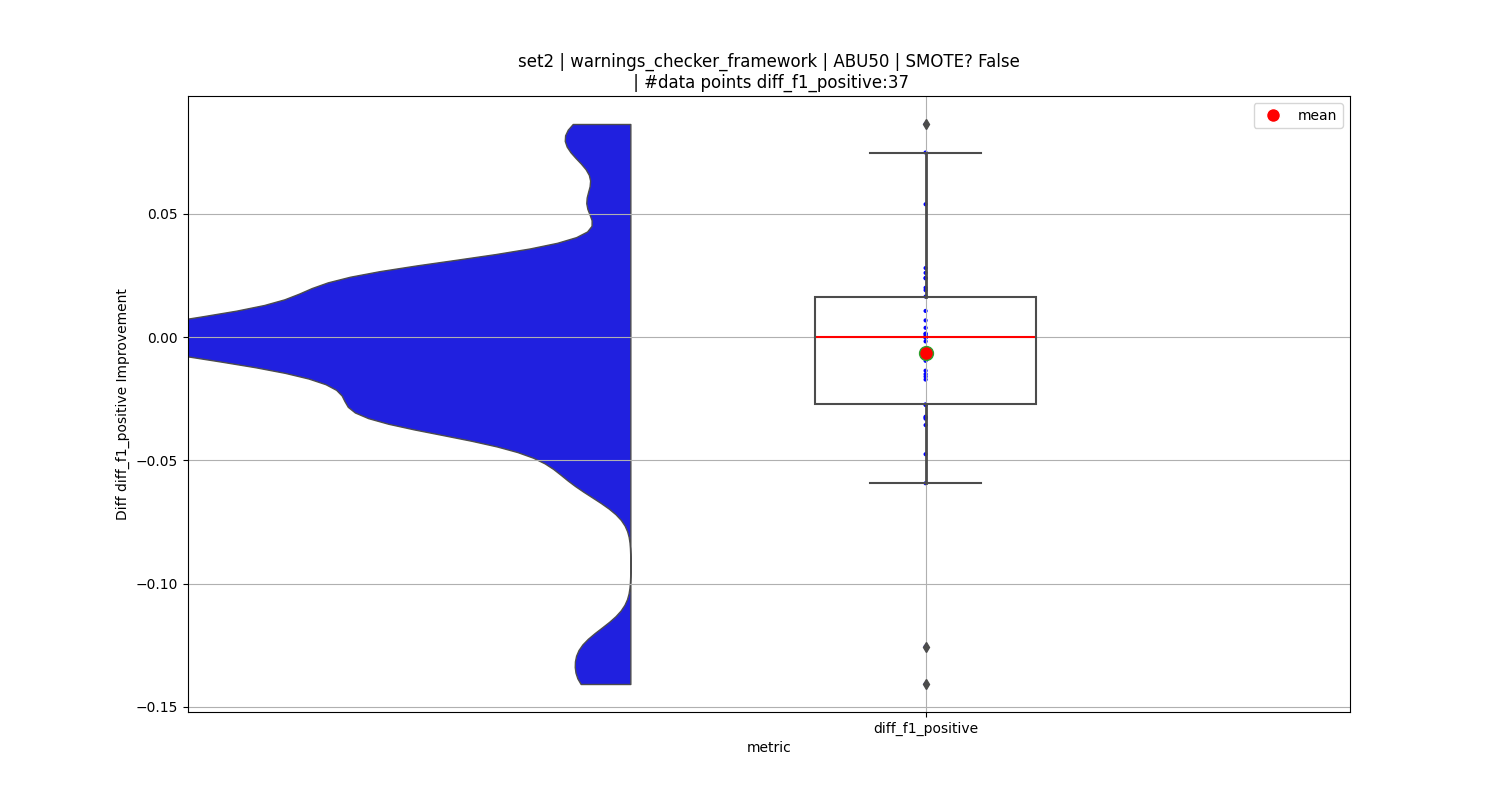 set2 | warnings_checker_framework | ABU50 | SMOTE? False
| #data points diff_f1_positive:37
mean
0.05
0.00
−0.05
−0.10
−0.15
Diff diff_f1_positive Improvement
diff_f1_positive
metric